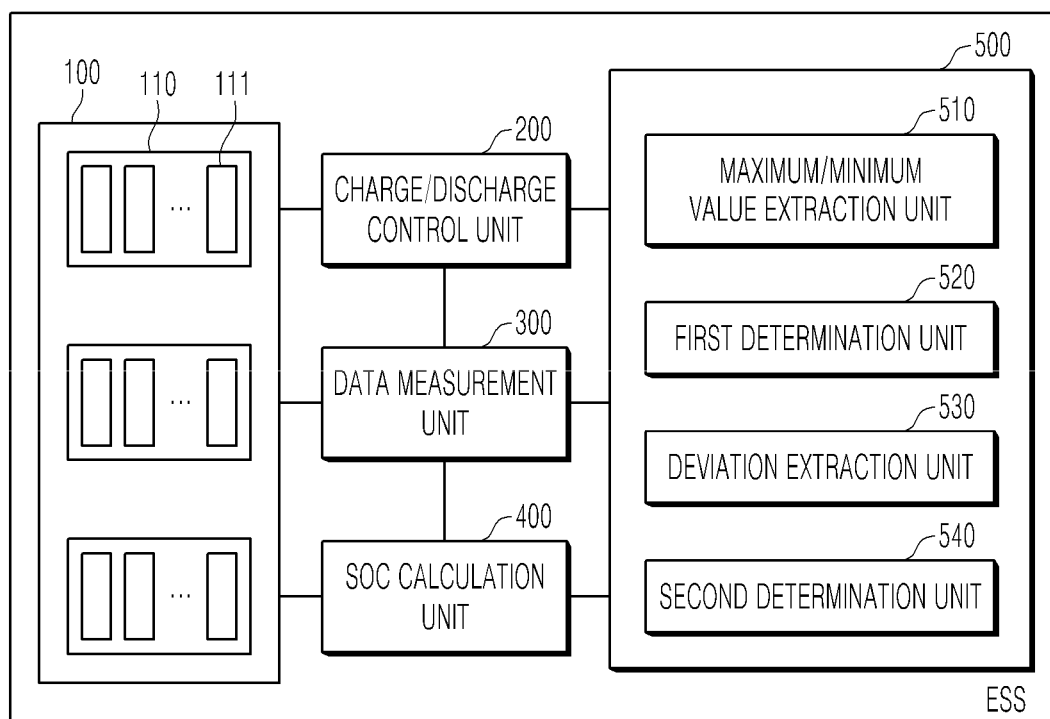 100
110
111
...
...
...
200
CHARGE/DISCHARGE
CONTROL UNIT
300
DATA MEASUREMENT
UNIT
400
SOC CALCULATION
UNIT
500
510
MAXIMUM/MINIMUM
VALUE EXTRACTION UNIT
520
FIRST DETERMINATION UNIT
530
DEVIATION EXTRACTION UNIT
540
SECOND DETERMINATION UNIT
ESS